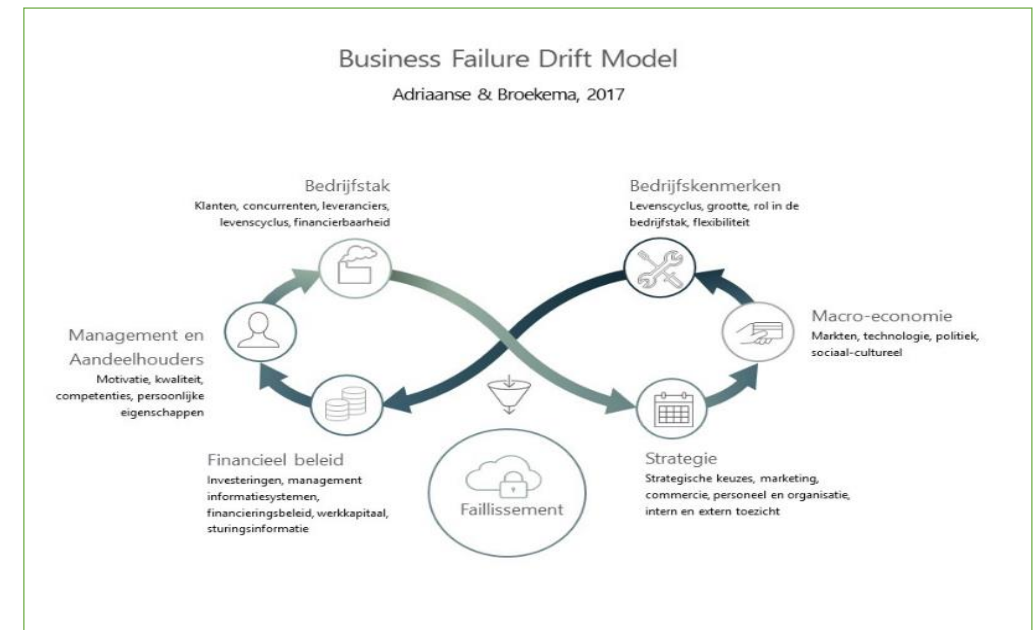 Business Failure Drift Model
Adriaanse & Broekema, 2017
Bedrijfstak
Klanten, concurrenten, leveranciers,
levenscyclus, financierbaarheid
Bedrijfskenmerken
Levenscyclus, grootte, rol in de
bedrijfstak, flexibiliteit
Management en
Aandeelhouders
Motivatie, kwaliteit,
competenties, persoonlijke
eigenschappen
Macro-economie
Markten, technologie, politiek,
sociaal-cultureel
Financieel beleid
Investeringen, management
informatiesystemen,
financieringsbeleid, werkkapitaal,
sturingsinformatie
Faillissement
Strategie
Strategische keuzes, marketing,
commercie, personeel en organisatie,
intern en extern toezicht